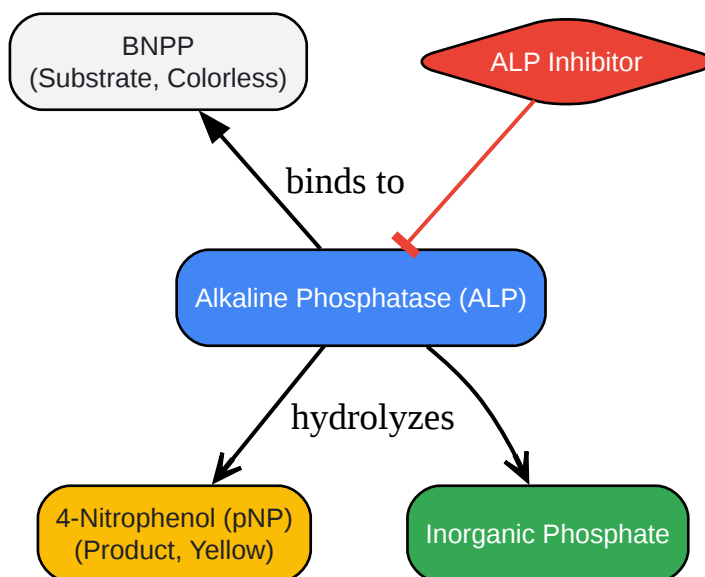 BNPP
(Substrate, Colorless)
ALP Inhibitor
binds to
Alkaline Phosphatase (ALP)
hydrolyzes
4-Nitrophenol (pNP)
(Product, Yellow)
Inorganic Phosphate